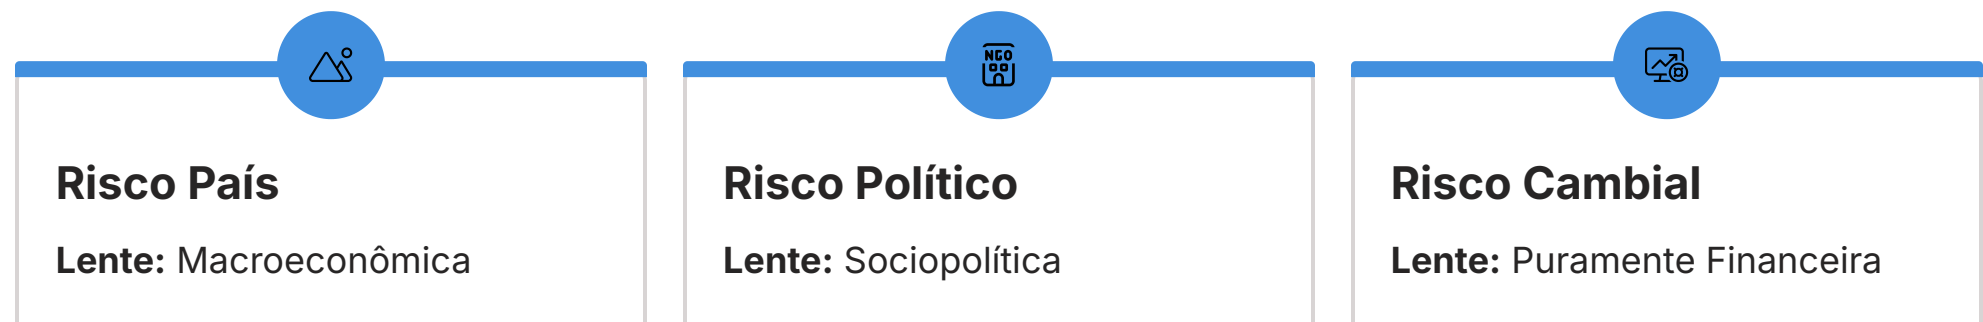 Risco País
Lente: Macroeconômica
NGO
Risco Político
Lente: Sociopolítica
Risco Cambial
Lente: Puramente Financeira